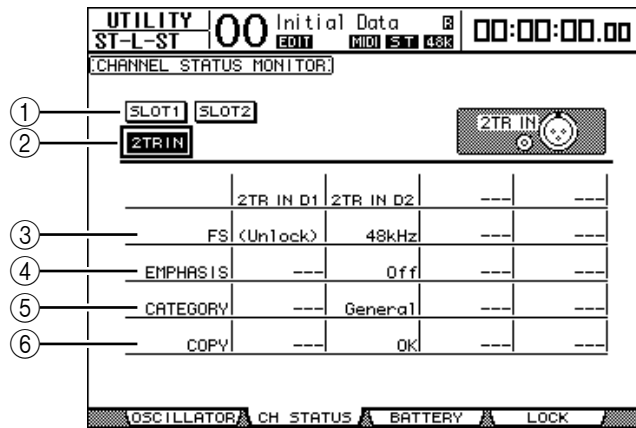 UTILITY
ST-L-ST
00
Initial Data
EDIT
R
MIDI ST 48K
00:00:00.00
CHANNEL STATUS MONITOR
① SLOT1 SLOT2
② 2TR IN
2TR IN
2TR IN D1 2TR IN D2 --- ---
③ FS (Unlock) 48kHz --- ---
④ EMPHASIS --- Off --- ---
⑤ CATEGORY --- General --- ---
⑥ COPY --- OK --- ---
OSCILLATOR CH STATUS BATTERY LOCK